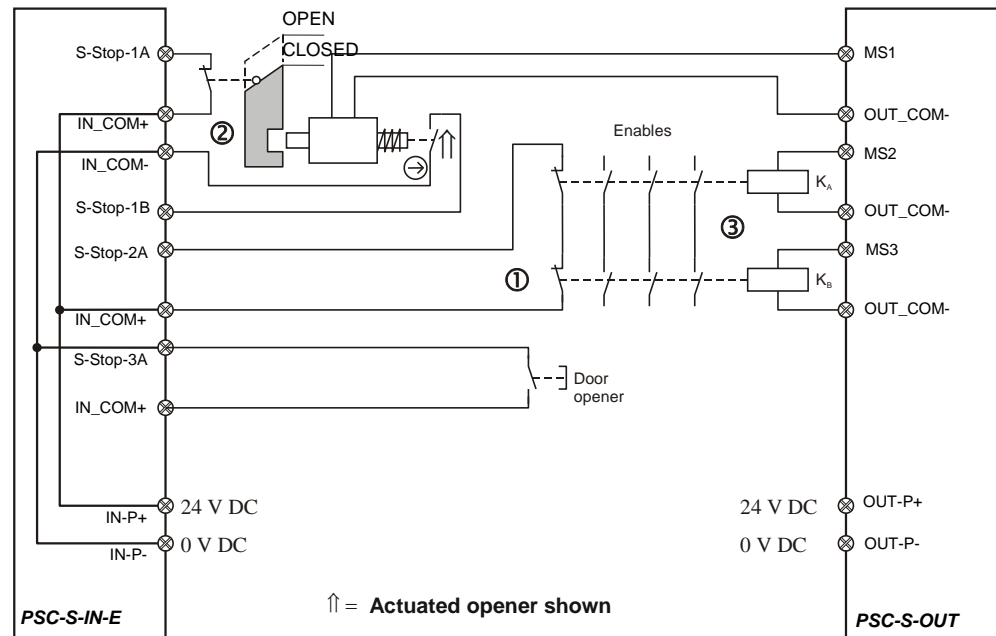 OPEN
CLOSED
S-Stop-1A
IN_COM+
②
IN_COM-
S-Stop-1B
S-Stop-2A
①
IN_COM+
S-Stop-3A
IN_COM+
Door
opener
Enables
③
MS1
OUT_COM-
MS2
K_A
OUT_COM-
MS3
K_B
OUT_COM-
24 V DC
IN-P+
0 V DC
IN-P-
24 V DC
OUT-P+
0 V DC
OUT-P-
⇑ = Actuated opener shown
PSC-S-IN-E
PSC-S-OUT